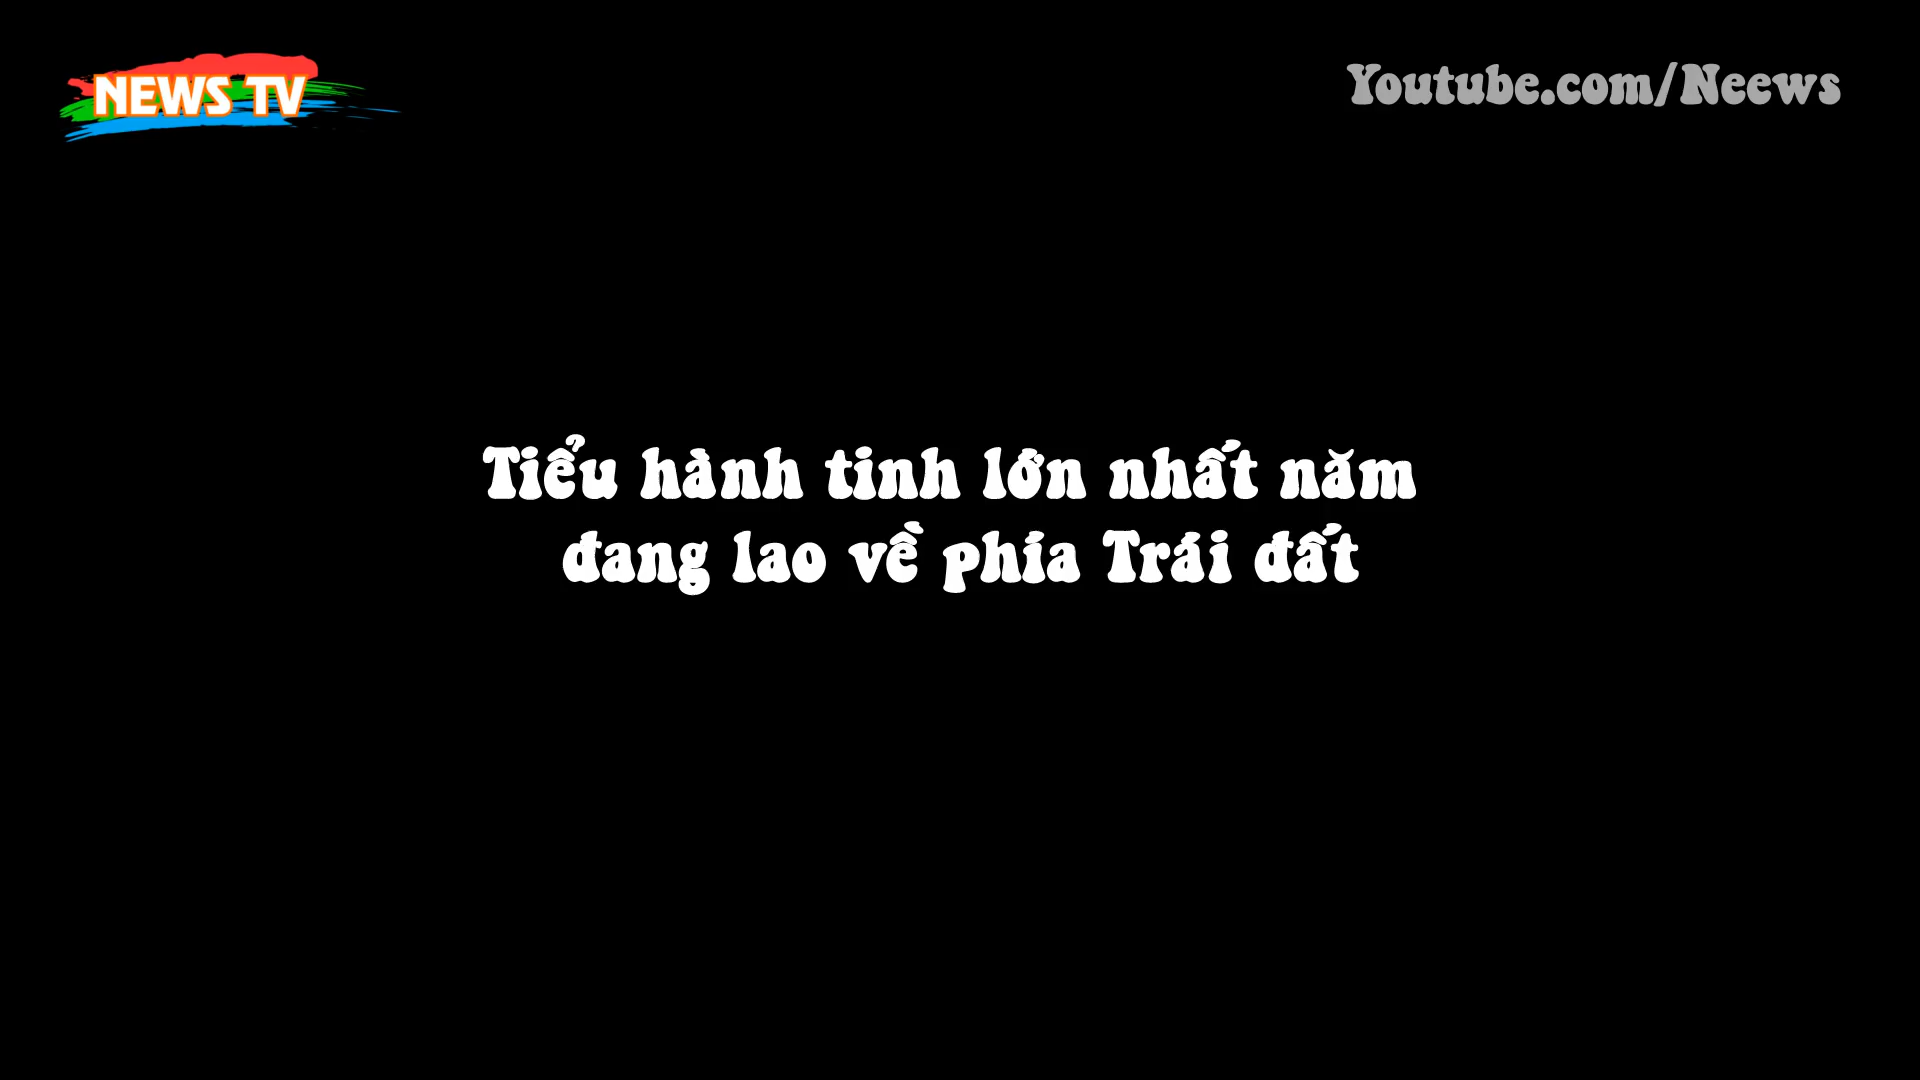 NEWS TV
Youtube.com/Neews
Tiểu hành tinh lớn nhất năm
đang lao về phía Trái đất